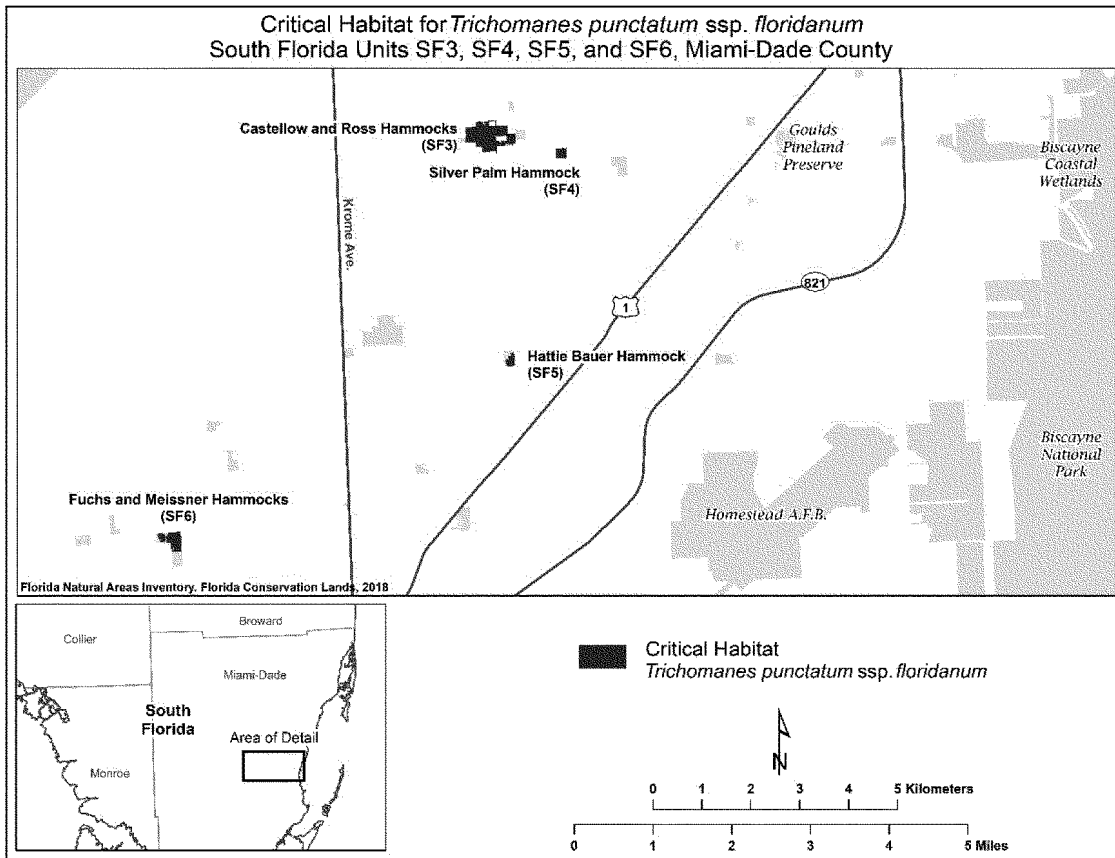 Critical Habitat for Trichomanes punctatum ssp. floridanum
South Florida Units SF3, SF4, SF5, and SF6, Miami-Dade County
Castellow and Ross Hammocks
(SF3)
Silver Palm Hammock
(SF4)
Goulds
Pineland
Preserve
Biscayne
Coastal
Wetlands
Krome Ave.
821
1
Hattie Bauer Hammock
(SF5)
Biscayne
National
Park
Fuchs and Meissner Hammocks
(SF6)
Homestead A.F.B.
Florida Natural Areas Inventory. Florida Conservation Lands, 2018
Collier
Broward
Miami-Dade
South
Florida
Area of Detail
Monroe
Critical Habitat
Trichomanes punctatum ssp. floridanum
N
0 1 2 3 4 5 Kilometers
0 1 2 3 4 5 Miles